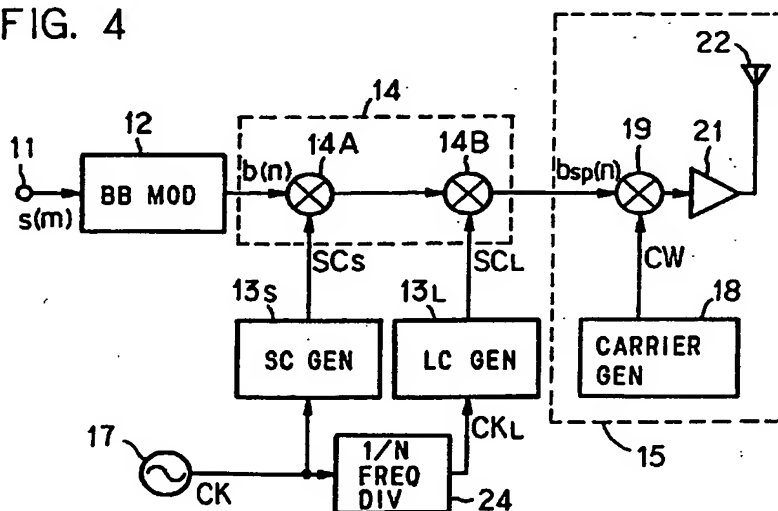 FIG. 4
22
14
12
14A
14B
19
21
11
s(m)
BB MOD
b(n)
bsp(n)
SCS
SCL
CW
13S
13L
18
SC GEN
LC GEN
CARRIER
GEN
17
CK
1/N
FREQ
DIV
CKL
24
15